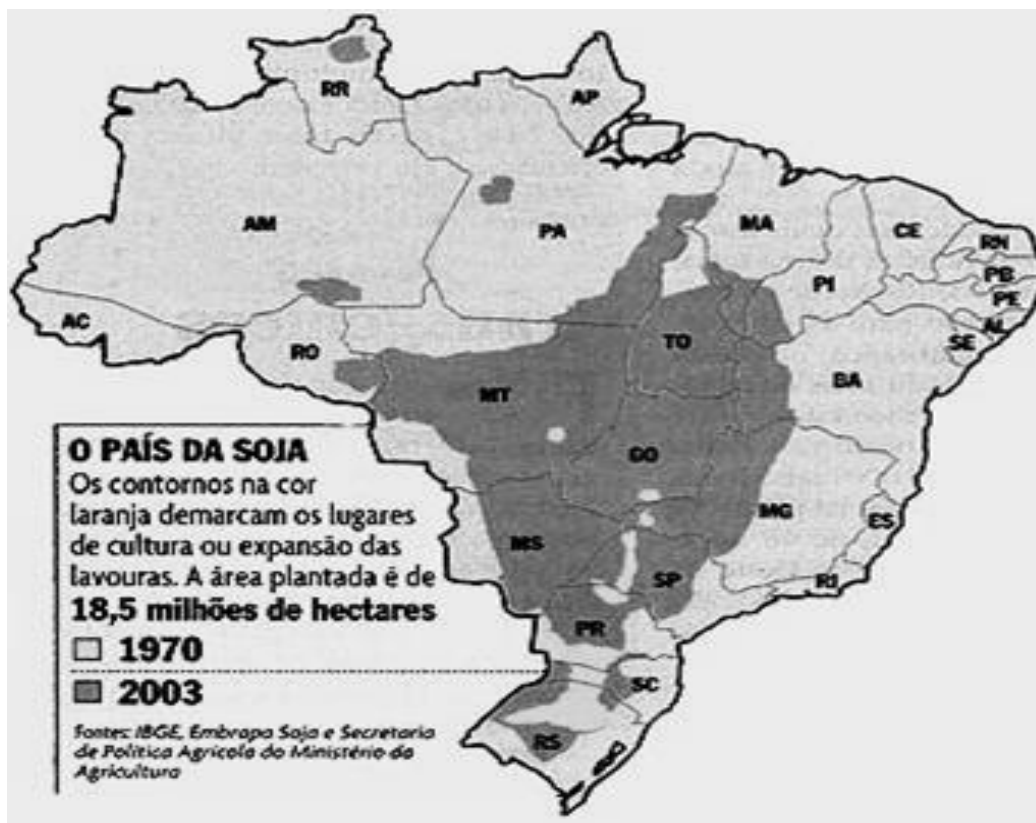 RR
AP
AM
PA
MA
CE
RN
PB
PE
AL
SE
PI
AC
RO
TO
BA
MT
GO
MG
ES
MS
SP
RJ
PR
SC
RS
O PAÍS DA SOJA
Os contornos na cor
laranja demarcam os lugares
de cultura ou expansão das
lavouras. A área plantada é de
18,5 milhões de hectares
1970
2003
Fontes: IBGE, Embrapa Soja e Secretaria
de Política Agrícola do Ministério da
Agricultura